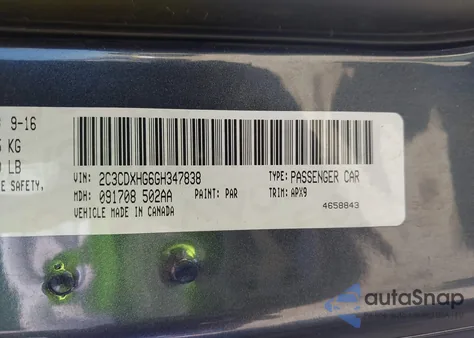 9-16
KG
LB
E SAFETY.
VIN: 2C3CDXHG6GH347838 TYPE: PASSENGER CAR
MDH: 091708 502AA PAINT: PAR TRIM: APX9
VEHICLE MADE IN CANADA 4658843
autoSnap